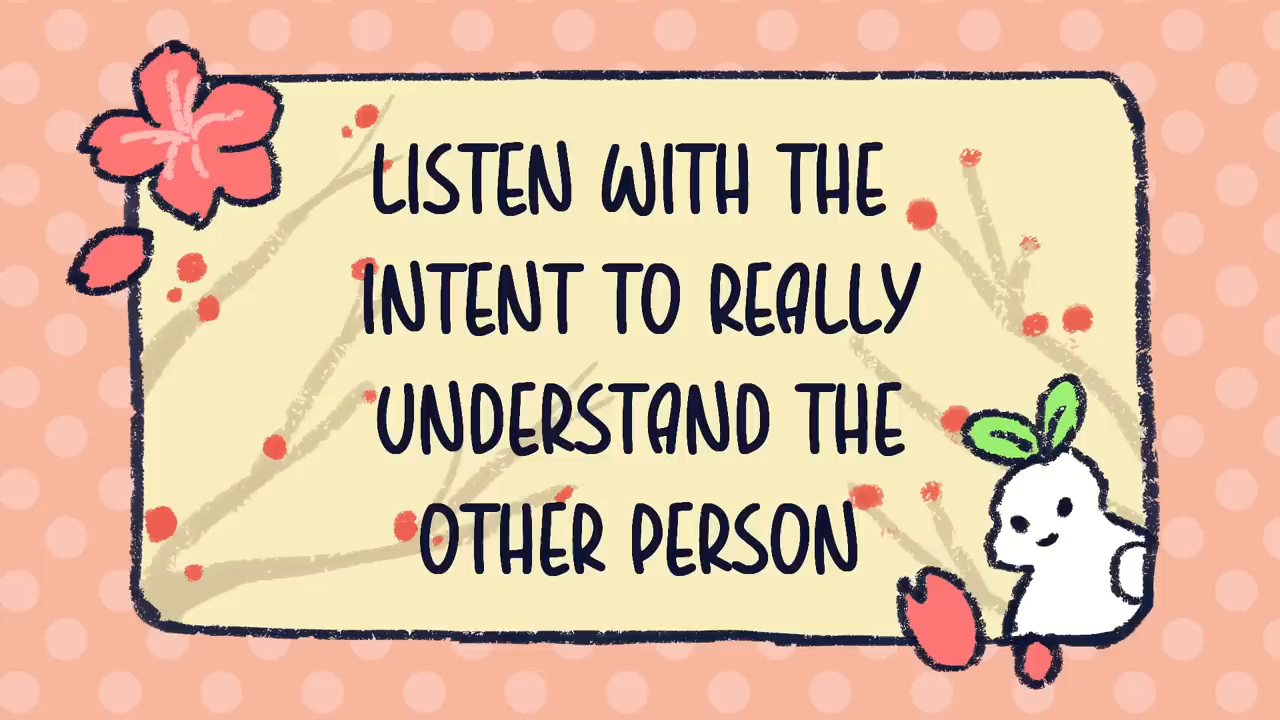 LISTEN WITH THE
INTENT TO REALLY
UNDERSTAND THE
OTHER PERSON